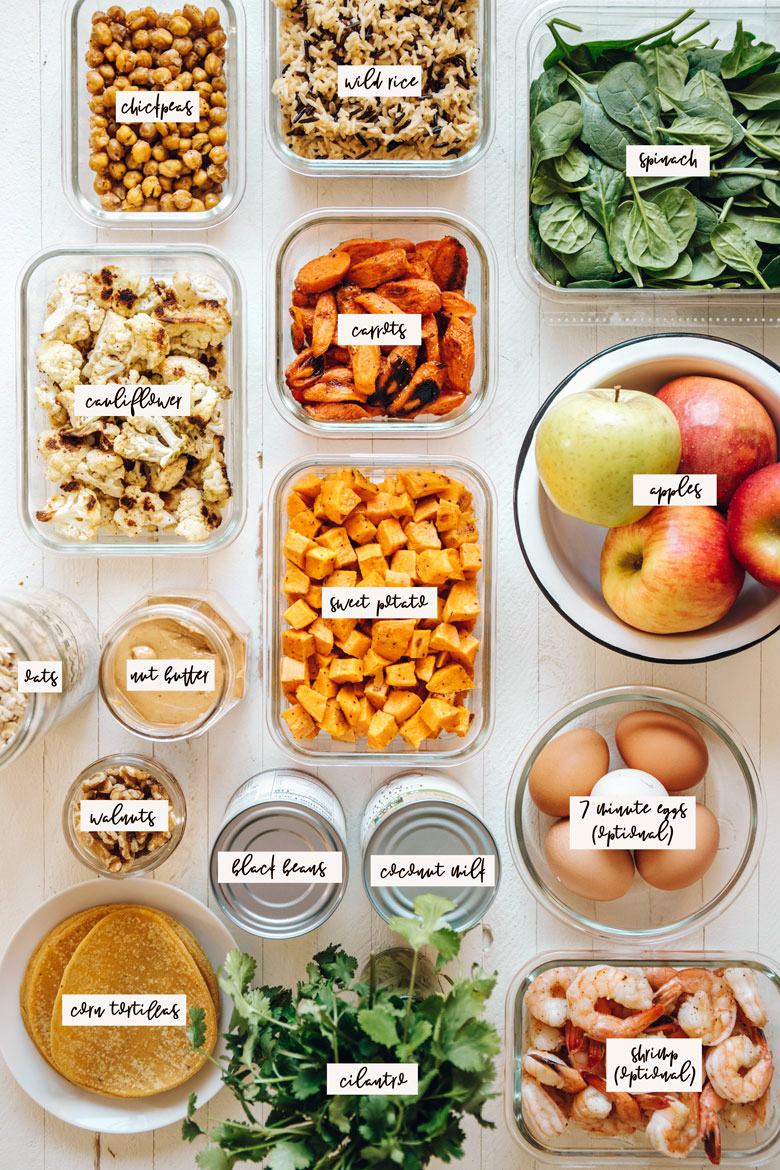 chickpeas
wild rice
spinach
carrots
cauliflower
apples
sweet potato
oats
nut butter
walnuts
7 minute eggs
(optional)
black beans
coconut milk
corn tortillas
shrimp
(optional)
cilantro